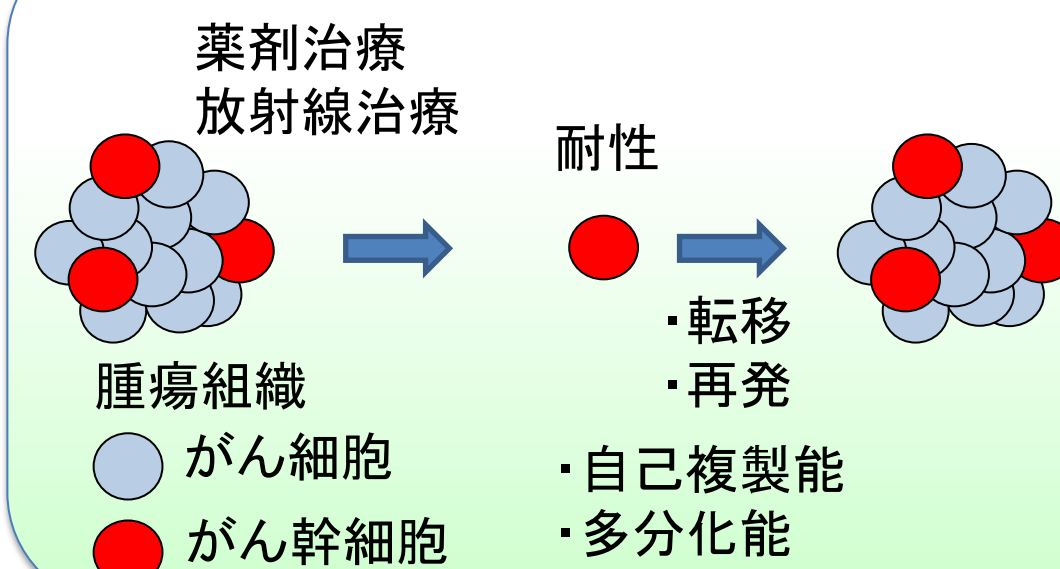 薬剤治療
放射線治療
耐性
・転移
・再発
腫瘍組織
がん細胞
がん幹細胞
・自己複製能
・多分化能